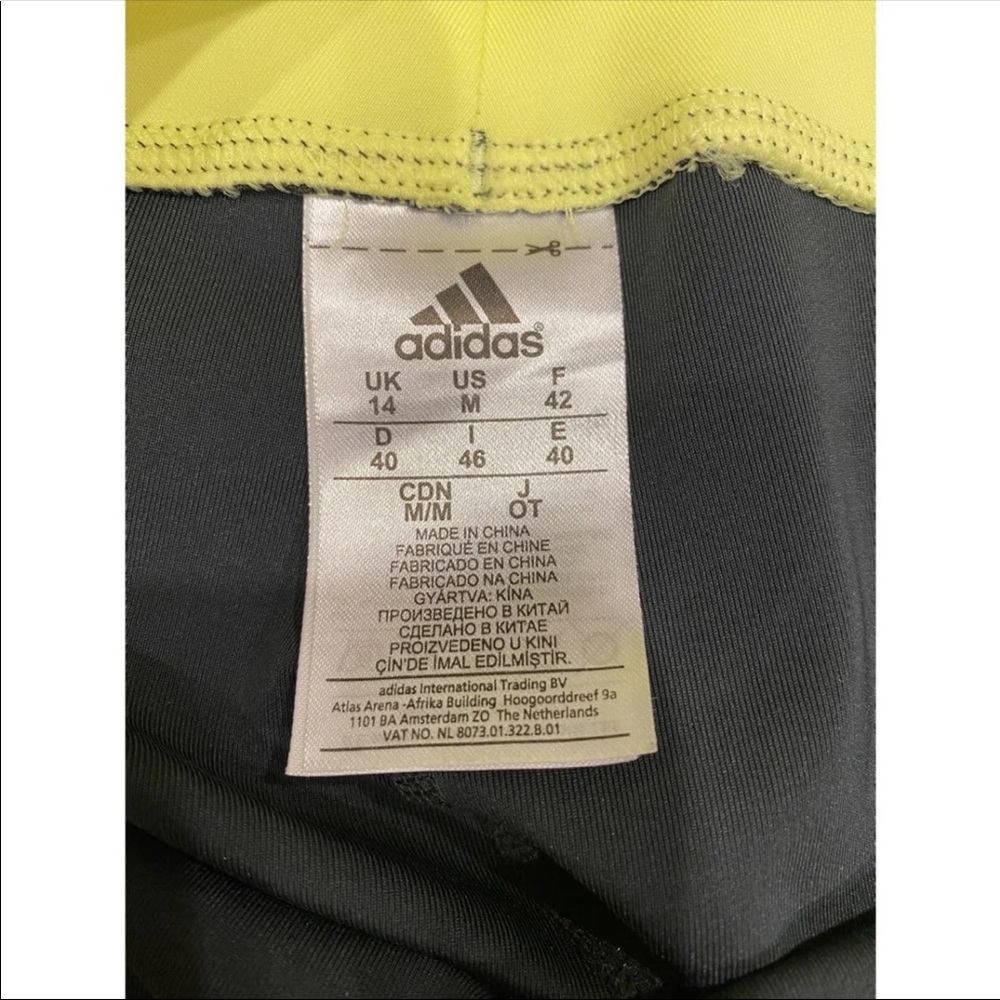 adidas®
UK US F
14 M 42
D I E
40 46 40
CDN J
M/M OT
MADE IN CHINA
FABRIQUÉ EN CHINE
FABRICADO EN CHINA
FABRICADO NA CHINA
GYÁRTVA: KÍNA
ПРОИЗВЕДЕНО В КИТАЙ
СДЕЛАНО В КИТАЕ
PROIZVEDENO U KINI
ÇİN'DE İMAL EDİLMİŞTİR.
adidas International Trading BV
Atlas Arena -Afrika Building Hoogoorddreef 9a
1101 BA Amsterdam ZO The Netherlands
VAT NO. NL 8073.01.322.B.01